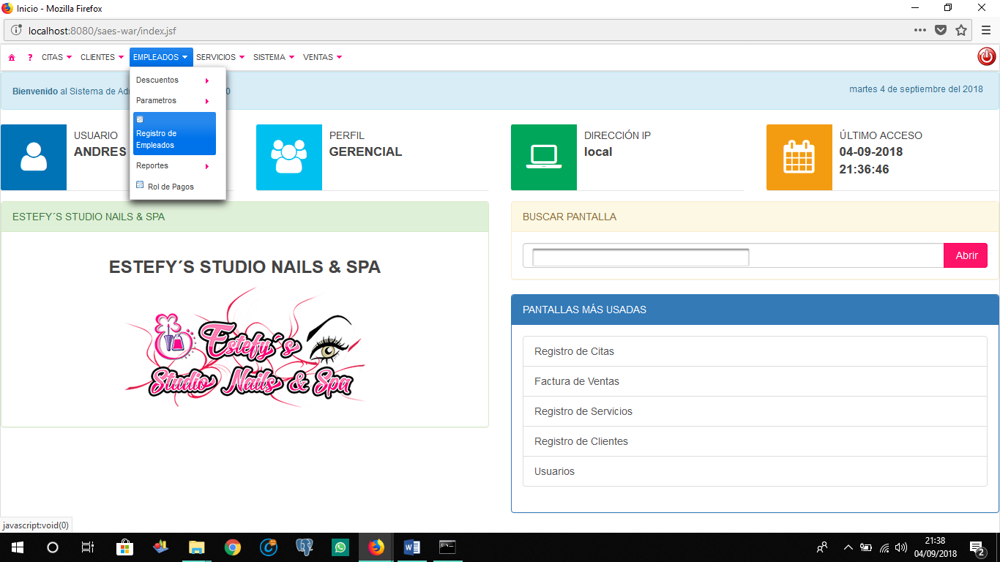 Inicio - Mozilla Firefox
localhost:8080/saes-war/index.jsf
? CITAS CLIENTES EMPLEADOS SERVICIOS SISTEMA VENTAS
Descuentos
Parametros
Registro de
Empleados
Reportes
Rol de Pagos
Bienvenido al Sistema de Adm 0
martes 4 de septiembre del 2018
USUARIO
ANDRES
PERFIL
GERENCIAL
DIRECCIÓN IP
local
ÚLTIMO ACCESO
04-09-2018
21:36:46
ESTEFY´S STUDIO NAILS & SPA
ESTEFY´S STUDIO NAILS & SPA
Estefy´s
Studio Nails & Spa
BUSCAR PANTALLA
Abrir
PANTALLAS MÁS USADAS
Registro de Citas
Factura de Ventas
Registro de Servicios
Registro de Clientes
Usuarios
javascript:void(0)
21:38
04/09/2018
2